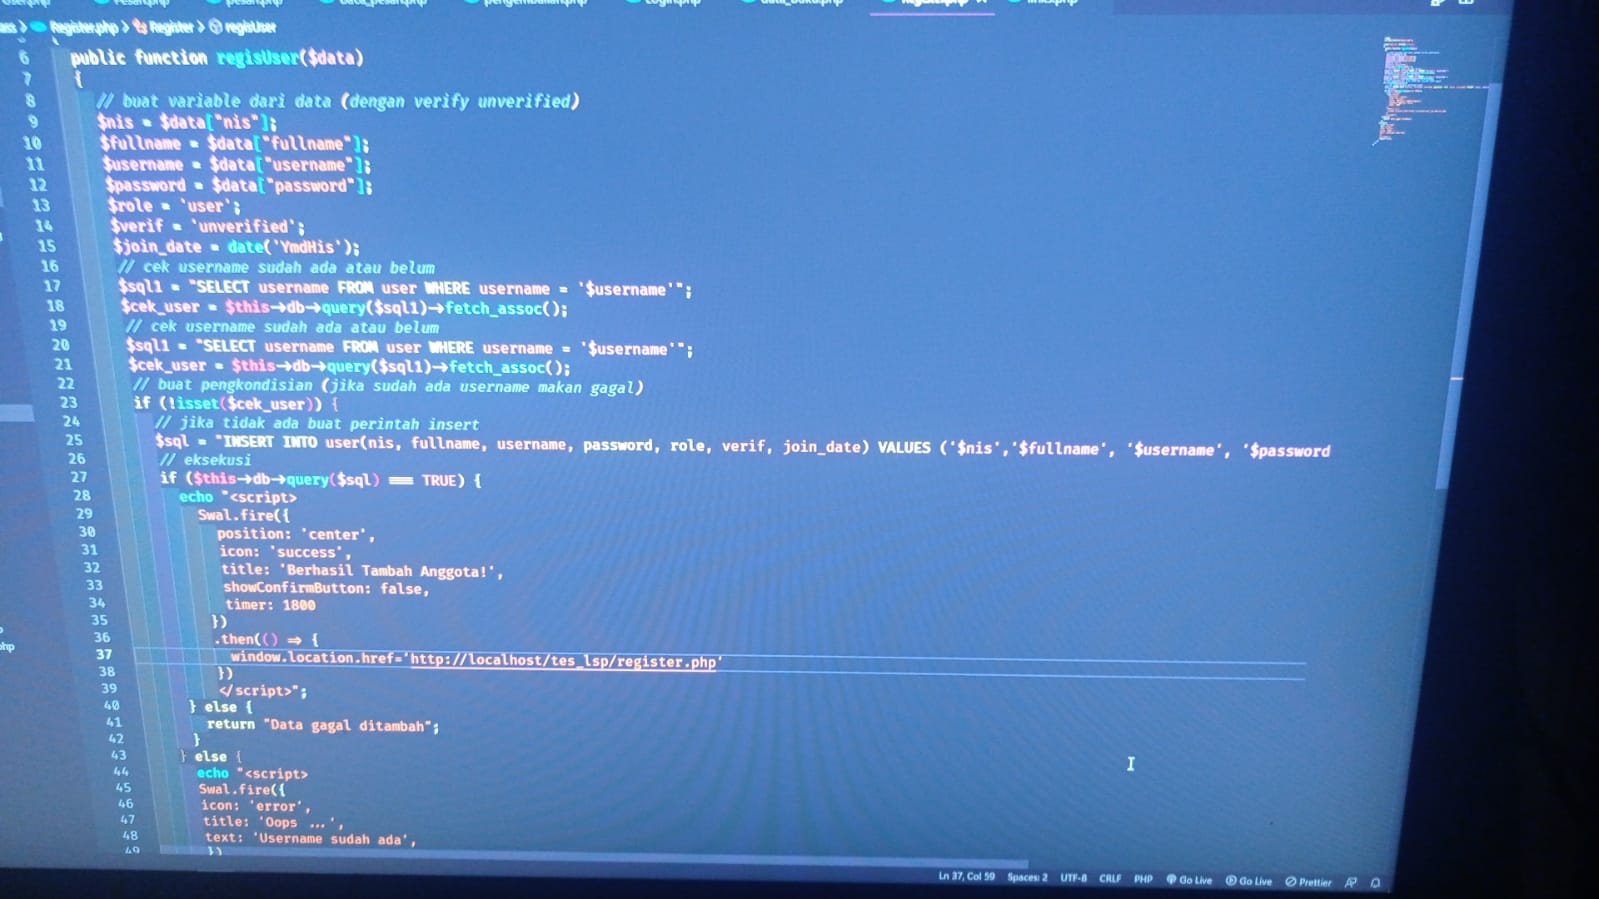 Register.php > Register > regisUser
6 public function regisUser($data)
7 {
8 // buat variable dari data (dengan verify unverified)
9 $nis = $data["nis"];
10 $fullname = $data["fullname"];
11 $username = $data["username"];
12 $password = $data["password"];
13 $role = 'user';
14 $verif = 'unverified';
15 $join_date = date('YmdHis');
16 // cek username sudah ada atau belum
17 $sql1 = "SELECT username FROM user WHERE username = '$username'";
18 $cek_user = $this->db->query($sql1)->fetch_assoc();
19 // cek username sudah ada atau belum
20 $sql1 = "SELECT username FROM user WHERE username = '$username'";
21 $cek_user = $this->db->query($sql1)->fetch_assoc();
22 // buat pengkondisian (jika sudah ada username makan gagal)
23 if (!isset($cek_user)) {
24 // jika tidak ada buat perintah insert
25 $sql = "INSERT INTO user(nis, fullname, username, password, role, verif, join_date) VALUES ('$nis','$fullname', '$username', '$password
26 // eksekusi
27 if ($this->db->query($sql) === TRUE) {
28 echo "<script>
29 Swal.fire({
30 position: 'center',
31 icon: 'success',
32 title: 'Berhasil Tambah Anggota!',
33 showConfirmButton: false,
34 timer: 1800
35 })
36 .then(() => {
37 window.location.href='http://localhost/tes_lsp/register.php'
38 })
39 </script>";
40 } else {
41 return "Data gagal ditambah";
42 }
43 } else {
44 echo "<script>
45 Swal.fire({
46 icon: 'error',
47 title: 'Oops ...',
48 text: 'Username sudah ada',
49 })
Ln 37, Col 59 Spaces: 2 UTF-8 CRLF PHP Go Live Go Live Prettier